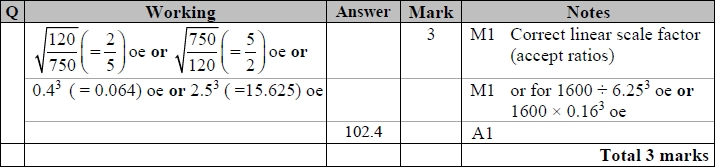 Q Working Answer Mark Notes
√(120/750) (= 2/5) oe or √(750/120) (= 5/2) oe or 3 M1 Correct linear scale factor
(accept ratios)
0.4³ ( = 0.064) oe or 2.5³ ( =15.625) oe M1 or for 1600 ÷ 6.25³ oe or
1600 × 0.16³ oe
102.4 A1
Total 3 marks